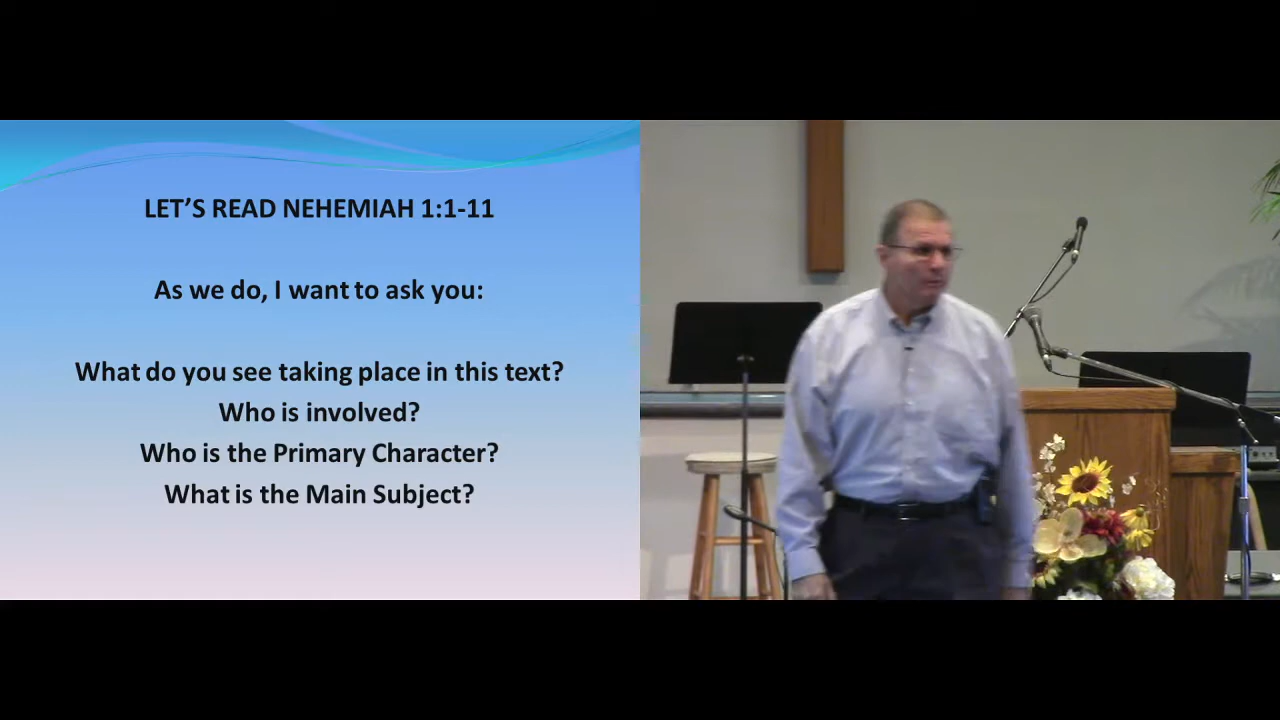 LET’S READ NEHEMIAH 1:1-11
As we do, I want to ask you:
What do you see taking place in this text?
Who is involved?
Who is the Primary Character?
What is the Main Subject?